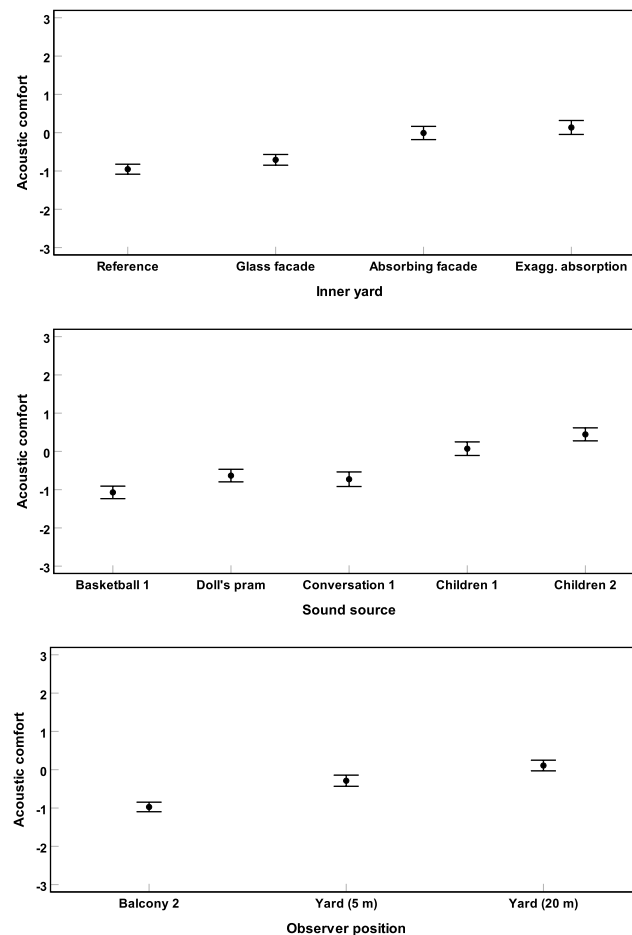 3
2
1
0
-1
-2
-3
Acoustic comfort
Reference Glass facade Absorbing facade Exagg. absorption
Inner yard
3
2
1
0
-1
-2
-3
Acoustic comfort
Basketball 1 Doll's pram Conversation 1 Children 1 Children 2
Sound source
3
2
1
0
-1
-2
-3
Acoustic comfort
Balcony 2 Yard (5 m) Yard (20 m)
Observer position